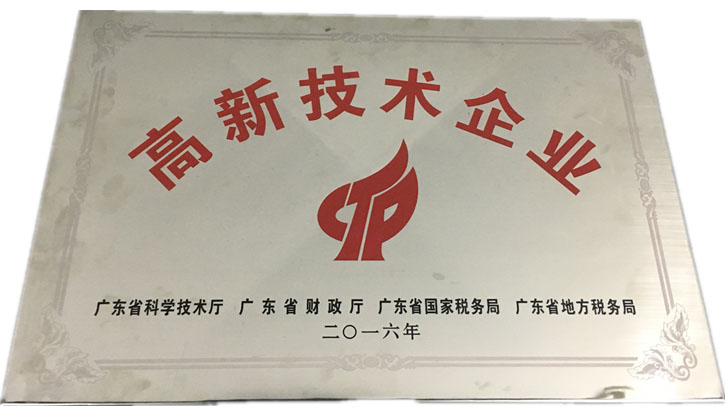 高新技术企业
广东省科学技术厅 广东省财政厅 广东省国家税务局 广东省地方税务局
二〇一六年